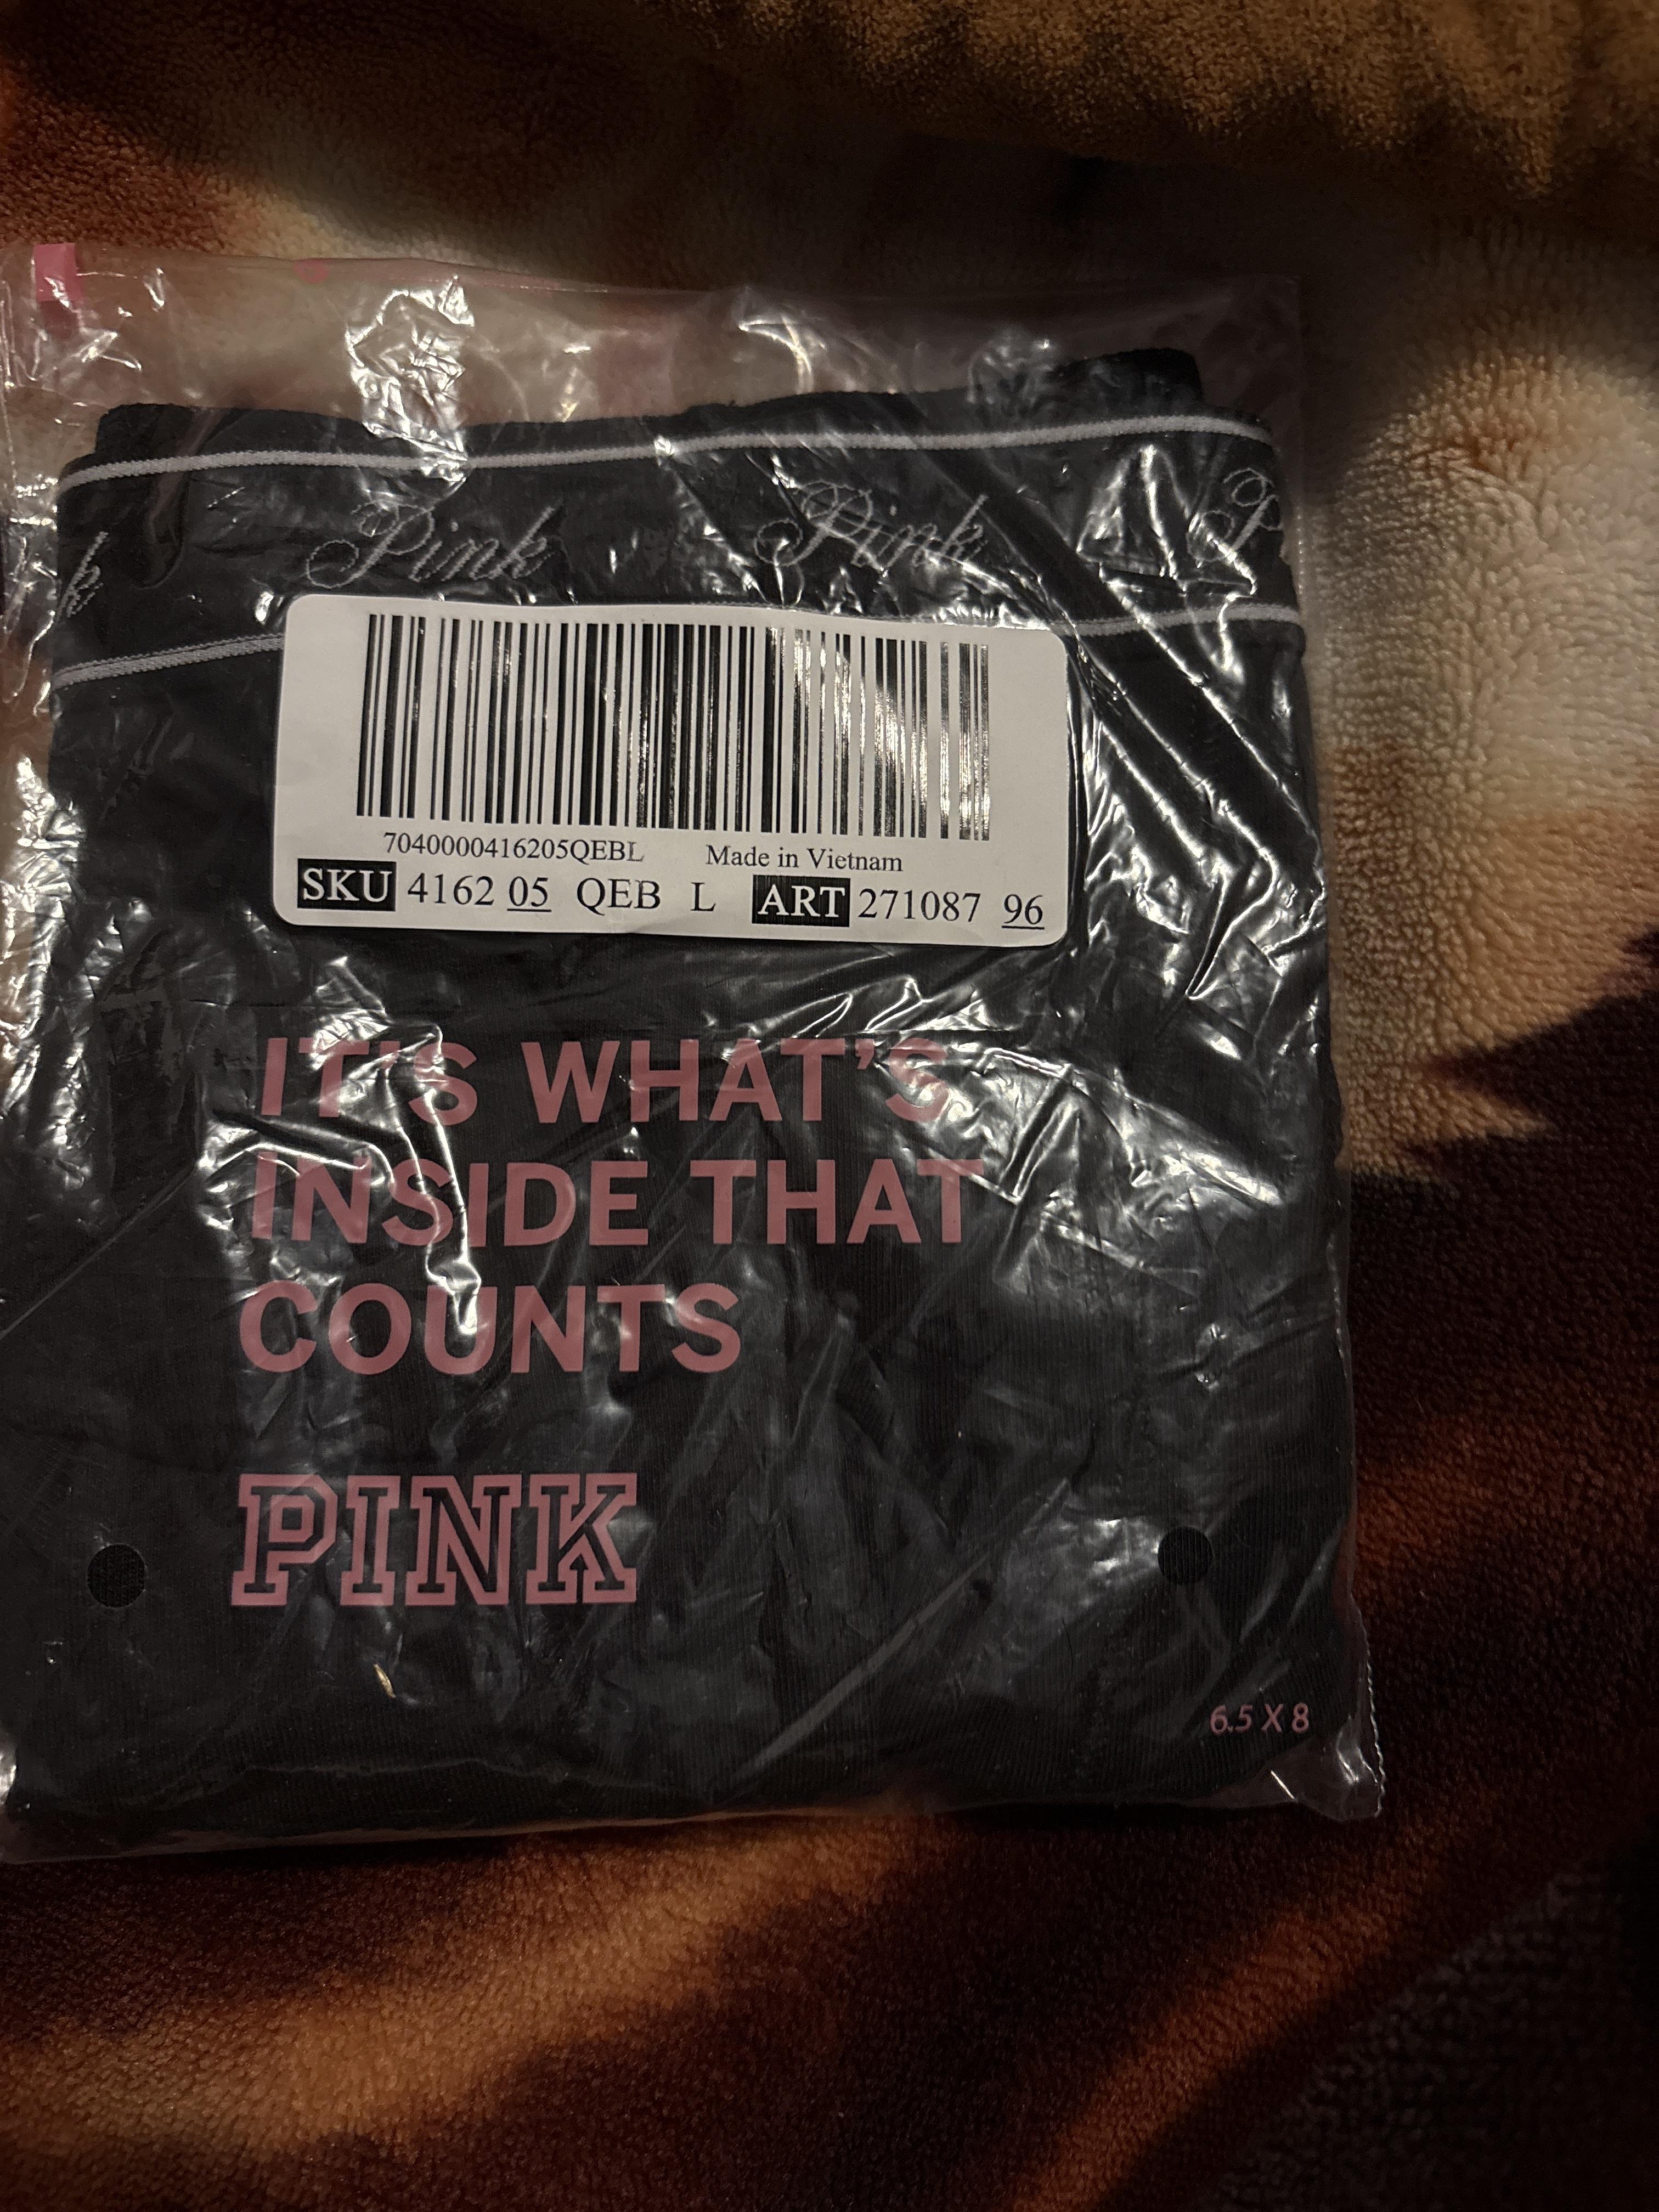 k Pink Pink P
7040000416205QEBL Made in Vietnam
SKU 4162 05 QEB L ART 271087 96
IT'S WHAT'S
INSIDE THAT
COUNTS
PINK
6.5 X 8